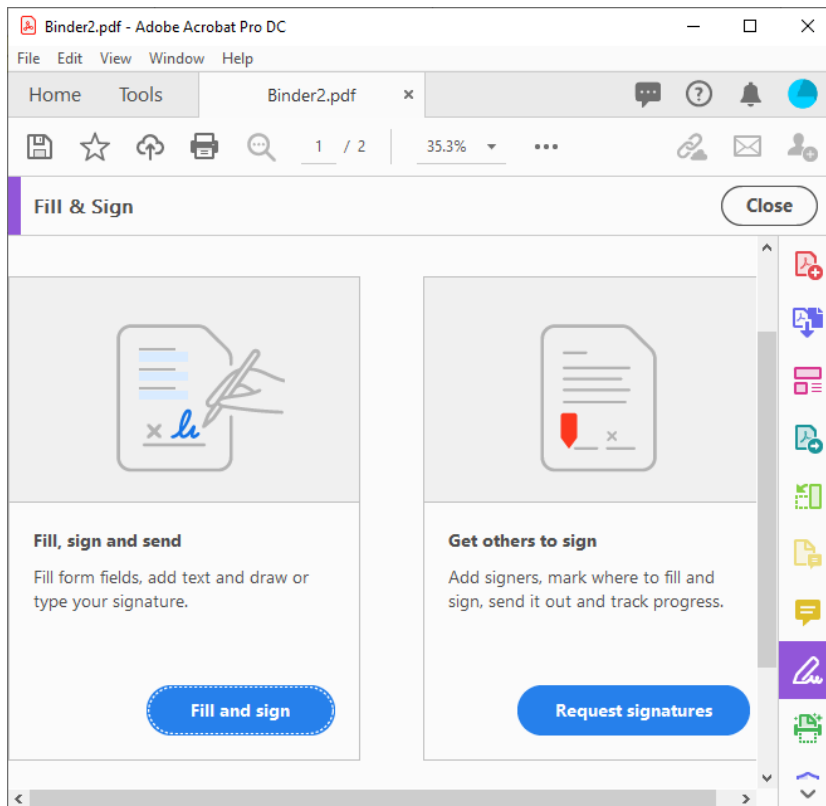 Binder2.pdf - Adobe Acrobat Pro DC
File Edit View Window Help
Home Tools Binder2.pdf
1 / 2 35.3%
Fill & Sign Close
Fill, sign and send
Fill form fields, add text and draw or
type your signature.
Fill and sign
Get others to sign
Add signers, mark where to fill and
sign, send it out and track progress.
Request signatures